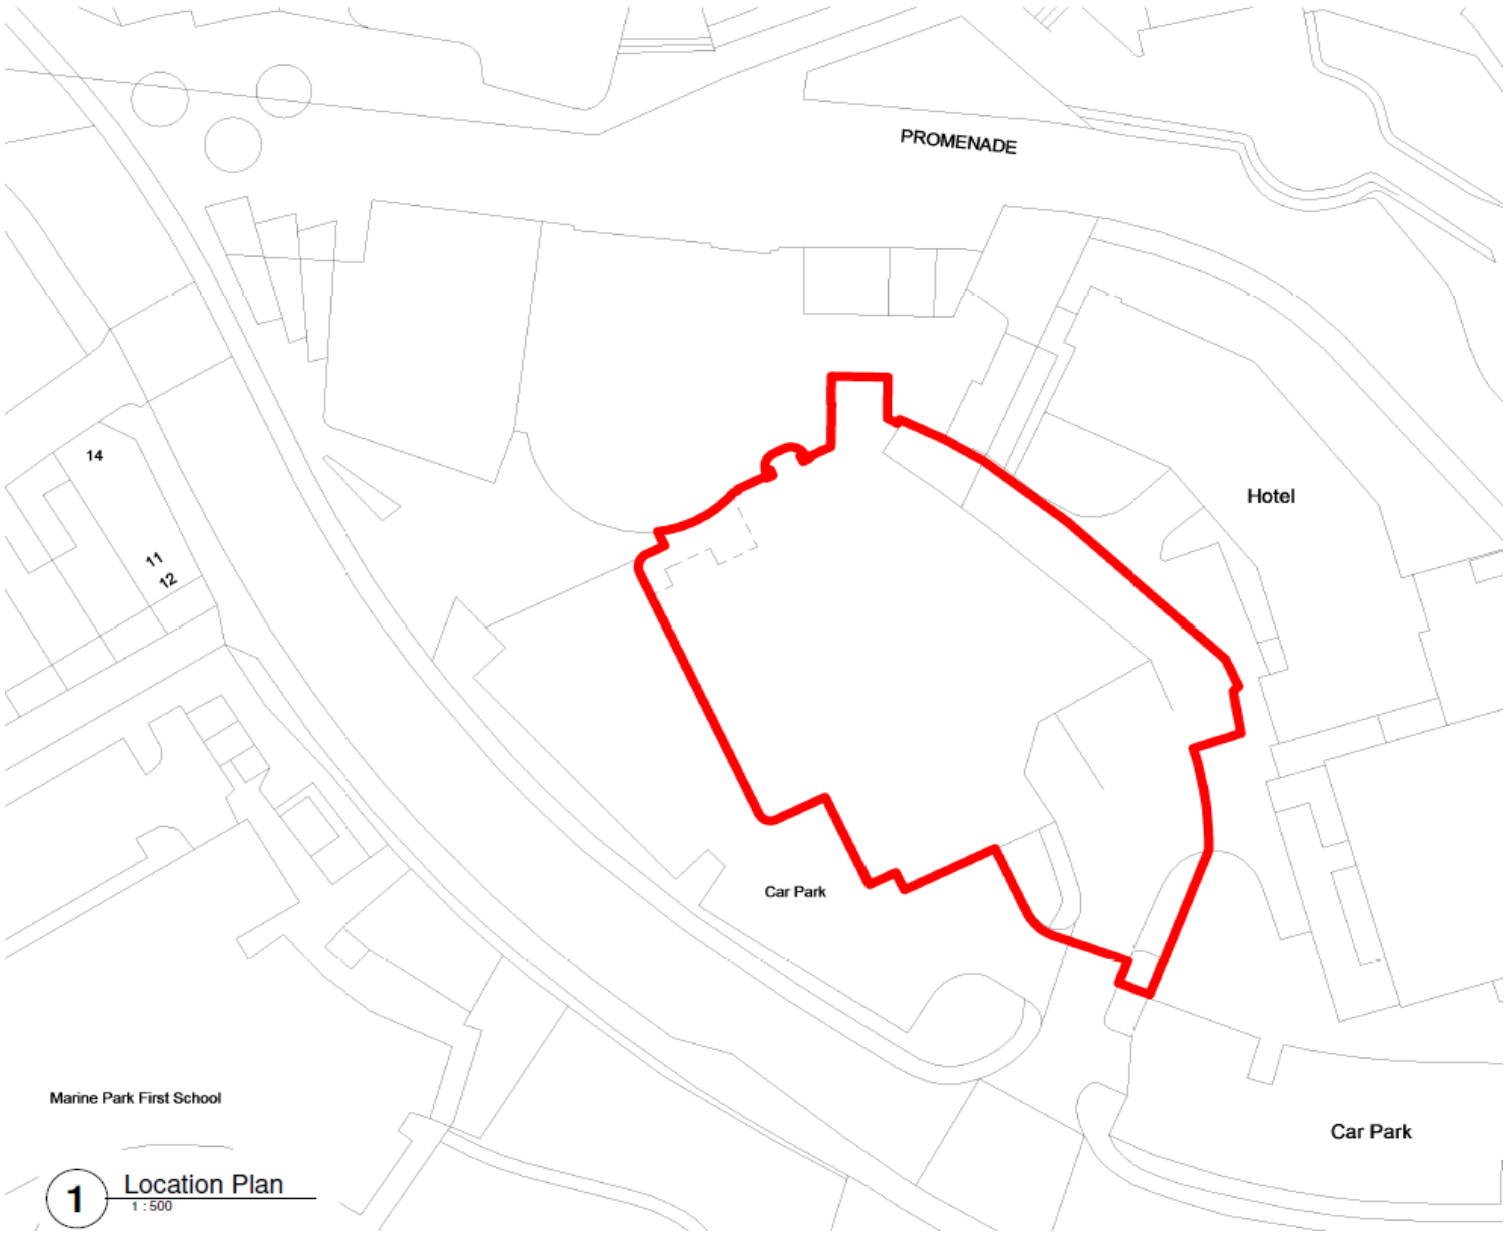 PROMENADE
14
Hotel
11
12
Car Park
Marine Park First School
Car Park
1
Location Plan
1 : 500